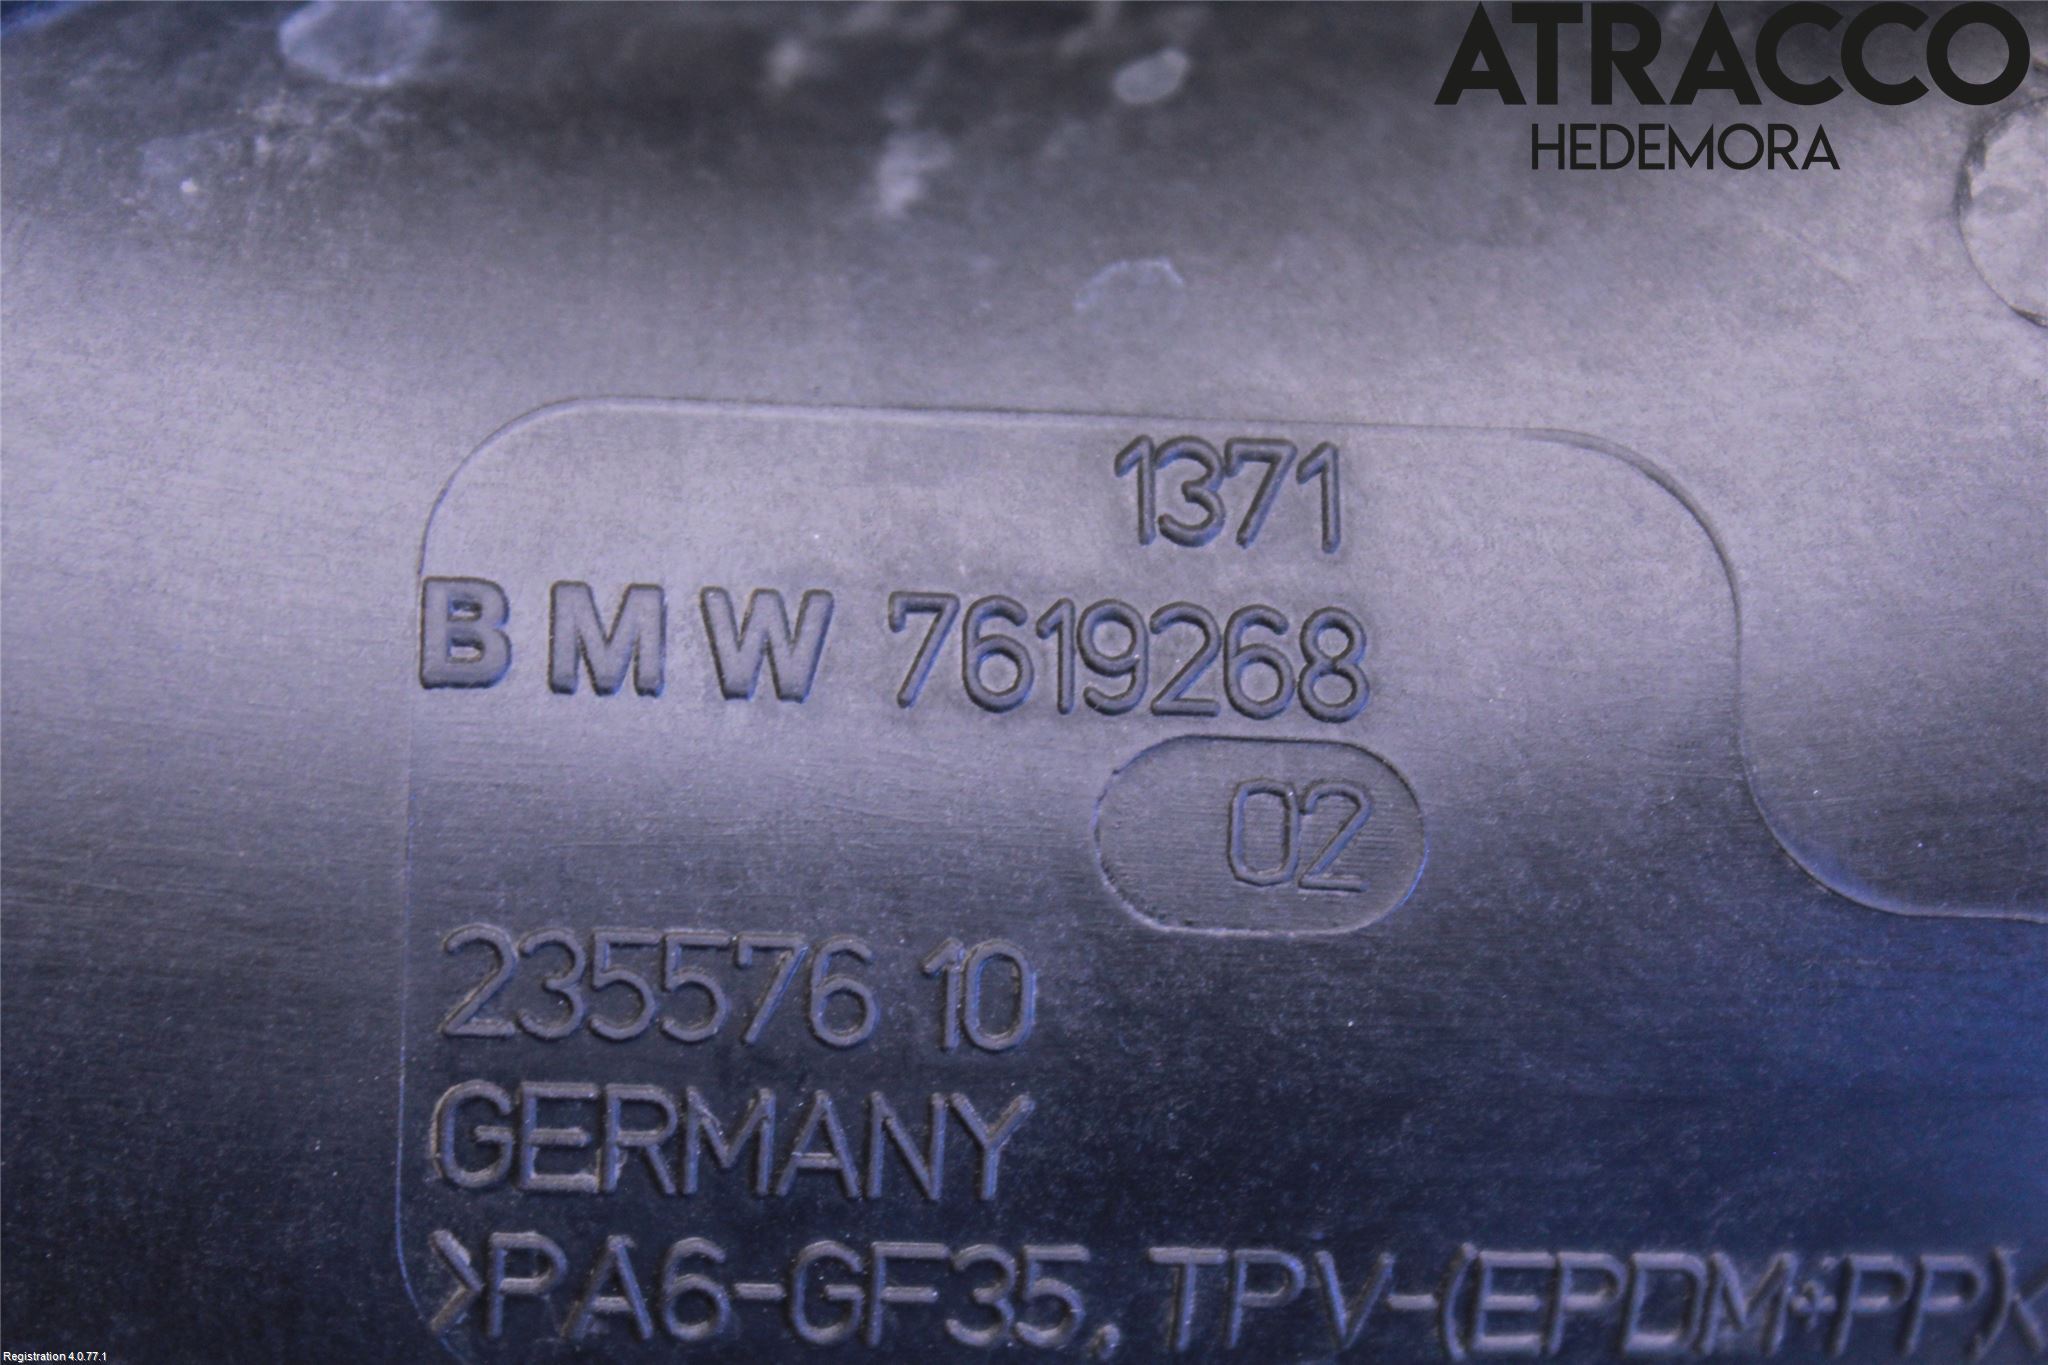 ATRACCO
HEDEMORA
1371
BMW 7619268
02
235576 10
GERMANY
>PA6-GF35, TPV-(EPDM+PP)<
Registration 4.0.77.1